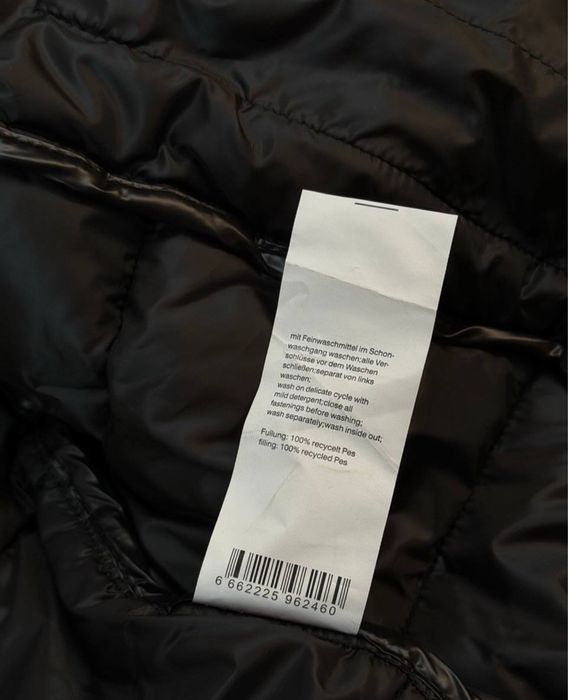 mit Feinwaschmittel im Schon-
waschgang waschen;alle Ver-
schlüsse vor dem Waschen
schließen;separat von links
waschen;
wash on delicate cycle with
mild detergent;close all
fastenings before washing;
wash separately;wash inside out;
Fullung: 100% recycelt Pes
filling: 100% recycled Pes
6 662225 962460